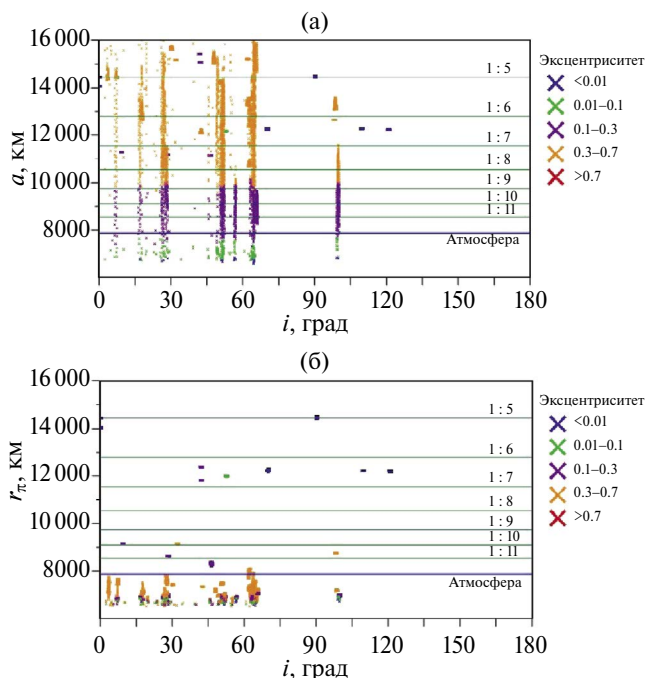 (а)
16 000
14 000
12 000
10 000
8000
a, км
1 : 5
1 : 6
1 : 7
1 : 8
1 : 9
1 : 10
1 : 11
Атмосфера
0 30 60 90 120 150 180
i, град
Эксцентриситет
<0.01
0.01–0.1
0.1–0.3
0.3–0.7
>0.7
(б)
16 000
14 000
12 000
10 000
8000
rπ, км
1 : 5
1 : 6
1 : 7
1 : 8
1 : 9
1 : 10
1 : 11
Атмосфера
0 30 60 90 120 150 180
i, град
Эксцентриситет
<0.01
0.01–0.1
0.1–0.3
0.3–0.7
>0.7